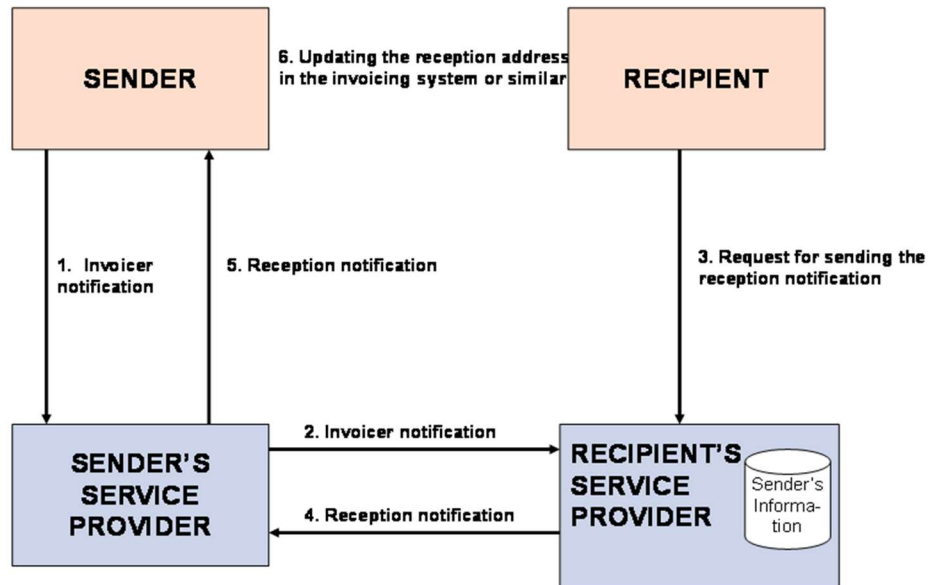 SENDER
6. Updating the reception address
in the invoicing system or similar
RECIPIENT
1. Invoicer
notification
5. Reception notification
3. Request for sending the
reception notification
SENDER'S
SERVICE
PROVIDER
2. Invoicer notification
4. Reception notification
RECIPIENT'S
SERVICE
PROVIDER
Sender's
Informa-
tion